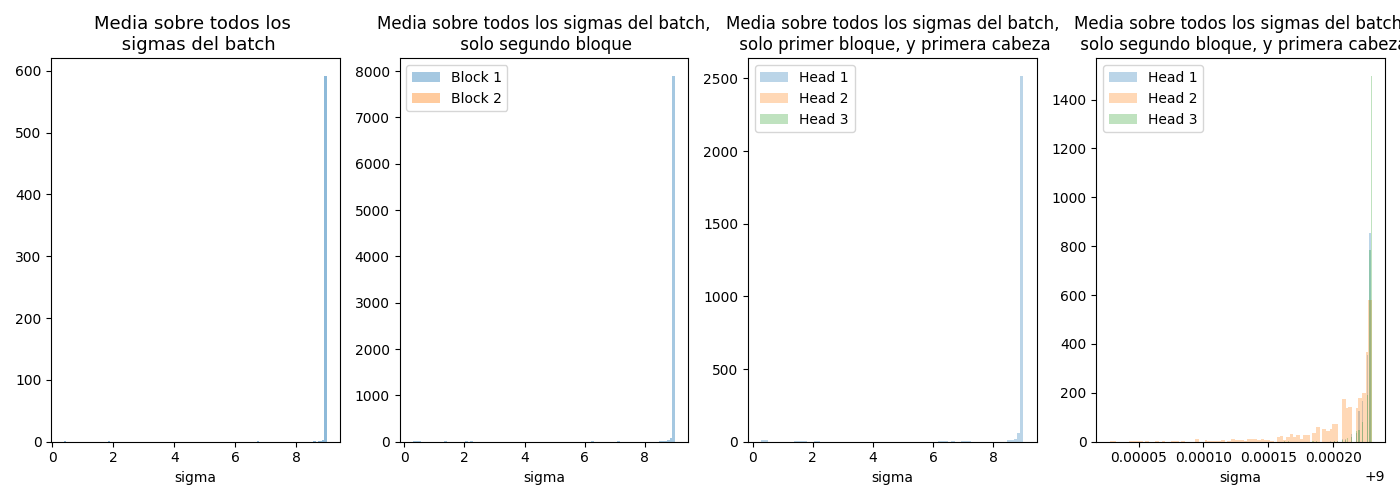 Media sobre todos los
sigmas del batch
600
500
400
300
200
100
0
0 2 4 6 8
sigma
Media sobre todos los sigmas del batch,
solo segundo bloque
Block 1
Block 2
8000
7000
6000
5000
4000
3000
2000
1000
0
0 2 4 6 8
sigma
Media sobre todos los sigmas del batch,
solo primer bloque, y primera cabeza
Head 1
Head 2
Head 3
2500
2000
1500
1000
500
0
0 2 4 6 8
sigma
Media sobre todos los sigmas del batch
solo segundo bloque, y primera cabeza
Head 1
Head 2
Head 3
1400
1200
1000
800
600
400
200
0
0.00005 0.00010 0.00015 0.00020
sigma
+9